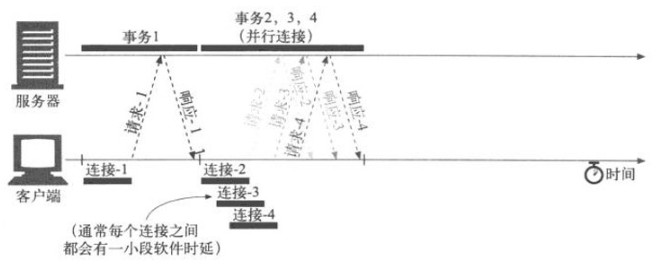 事务1
事务2，3，4
（并行连接）
服务器
请求-1
响应-1
请求-2
请求-3
请求-4
响应-2
响应-3
响应-4
客户端
连接-1
连接-2
连接-3
连接-4
时间
（通常每个连接之间
都会有一小段软件时延）